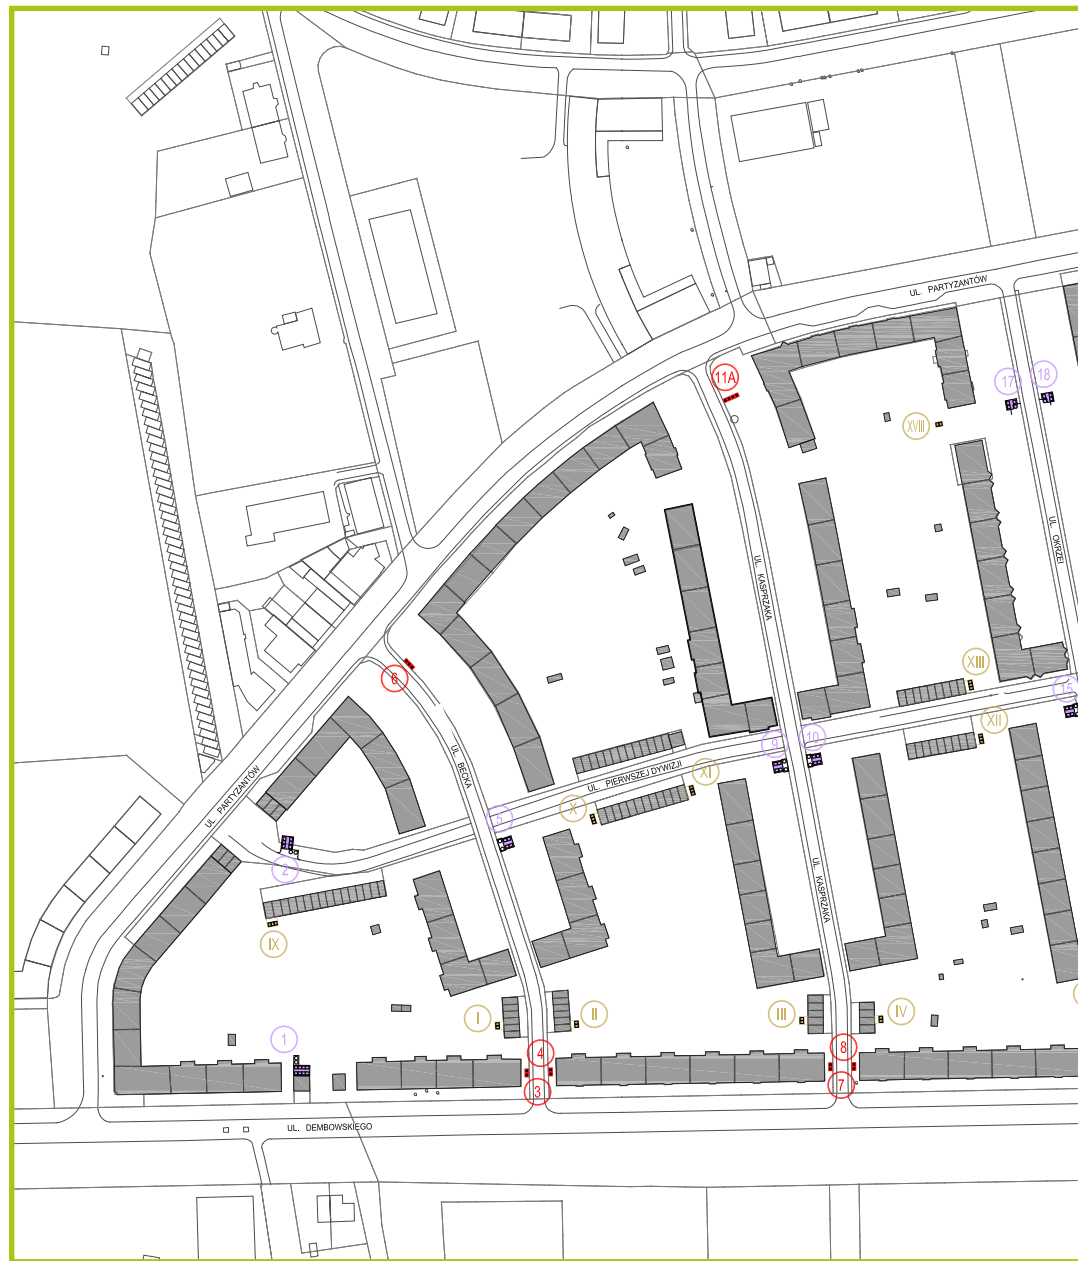 UL. PARTYZANTÓW
11A
17
18
XVIII
UL. OKRZEI
UL. KASPRZAKA
6
XIII
15
XII
UL. BECKA
9
10
XI
UL. PIERWSZEJ DYWIZJI
UL. PARTYZANTÓW
X
5
2
UL. KASPRZAKA
IX
I
II
III
IV
1
4
8
3
7
UL. DEMBOWSKIEGO